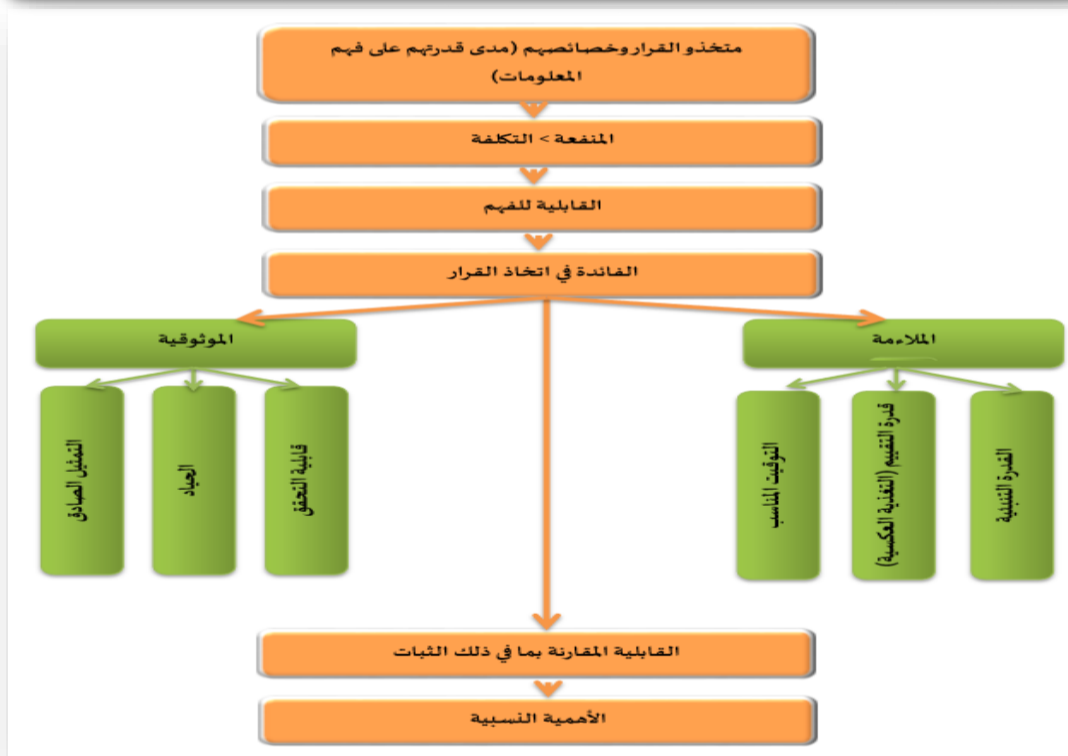 متخذو القرار وخصائصهم (مدى قدرتهم على فهم
المعلومات)
المنفعة > التكلفة
القابلية للفهم
الفائدة في اتخاذ القرار
الملاءمة
الموثوقية
القدرة التنبئية
قدرة التقييم (التغذية العكسية)
التوقيت المناسب
قابلية التحقق
الحياد
التمثيل الصادق
القابلية المقارنة بما في ذلك الثبات
الأهمية النسبية